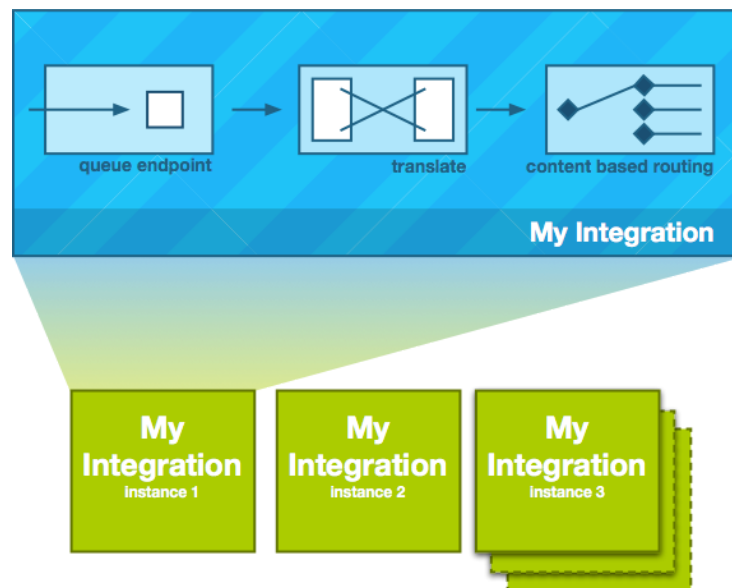 queue endpoint
translate
content based routing
My Integration
My
Integration
instance 1
My
Integration
instance 2
My
Integration
instance 3